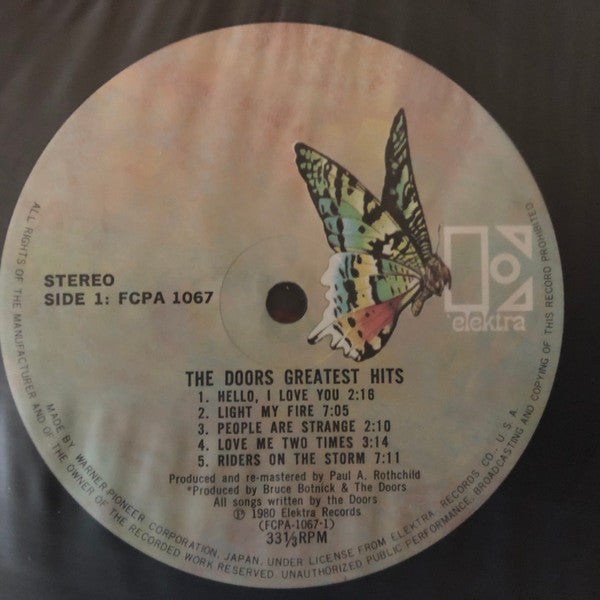 elektra
STEREO
SIDE 1: FCPA 1067
THE DOORS GREATEST HITS
1. HELLO, I LOVE YOU 2:16
2. LIGHT MY FIRE 7:05
3. PEOPLE ARE STRANGE 2:10
4. LOVE ME TWO TIMES 3:14
5. RIDERS ON THE STORM 7:11
Produced and re-mastered by Paul A. Rothchild
*Produced by Bruce Botnick & The Doors
All songs written by the Doors
℗ 1980 Elektra Records
(FCPA-1067-1)
33⅓RPM
MADE BY WARNER-PIONEER CORPORATION, JAPAN, UNDER LICENSE FROM ELEKTRA RECORDS CO. U.S.A.
ALL RIGHTS OF THE MANUFACTURER AND OF THE OWNER OF THE RECORDED WORK RESERVED. UNAUTHORIZED PUBLIC PERFORMANCE, BROADCASTING AND COPYING OF THIS RECORD PROHIBITED